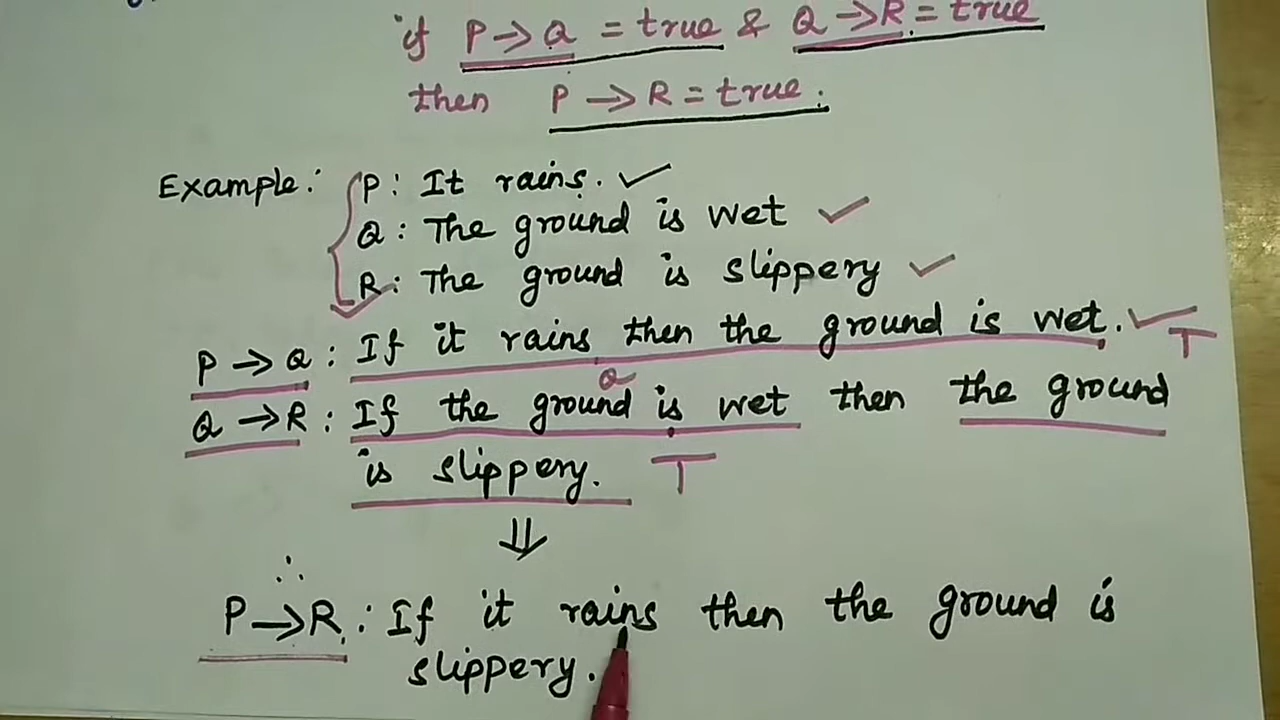 if P → Q = true & Q → R = true
then P → R = true.
Example: P: It rains.
Q: The ground is wet
R: The ground is slippery
P → Q: If it rains then the ground is wet. T
Q
Q → R: If the ground is wet then the ground
is slippery. T
⇓
∴
P → R: If it rains then the ground is
slippery.